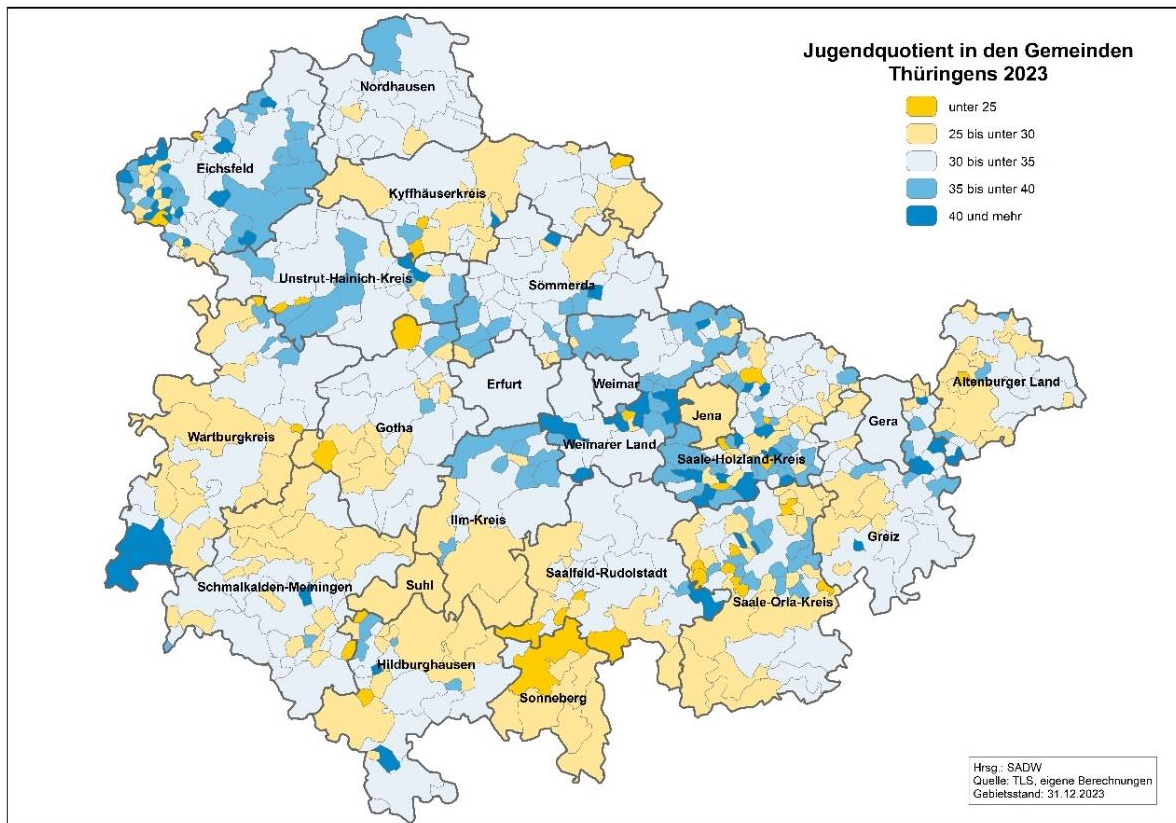 Jugendquotient in den Gemeinden
Thüringens 2023
unter 25
25 bis unter 30
30 bis unter 35
35 bis unter 40
40 und mehr
Nordhausen
Eichsfeld
Kyffhäuserkreis
Unstrut-Hainich-Kreis
Sömmerda
Erfurt
Weimar
Altenburger Land
Jena
Gera
Gotha
Wartburgkreis
Weimarer Land
Saale-Holzland-Kreis
Ilm-Kreis
Greiz
Saalfeld-Rudolstadt
Suhl
Schmalkalden-Meiningen
Saale-Orla-Kreis
Hildburghausen
Sonneberg
Hrsg.: SADW
Quelle: TLS, eigene Berechnungen
Gebietsstand: 31.12.2023